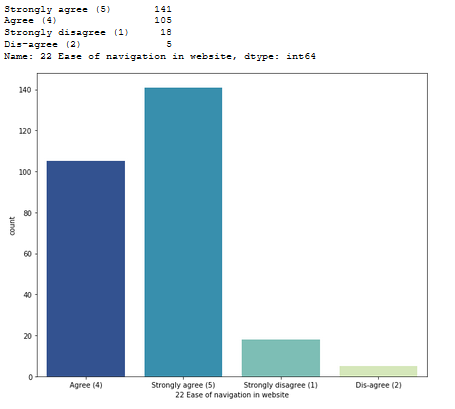 Strongly agree (5) 141
Agree (4) 105
Strongly disagree (1) 18
Dis-agree (2) 5
Name: 22 Ease of navigation in website, dtype: int64
140
120
100
80
60
40
20
0
count
Agree (4) Strongly agree (5) Strongly disagree (1) Dis-agree (2)
22 Ease of navigation in website